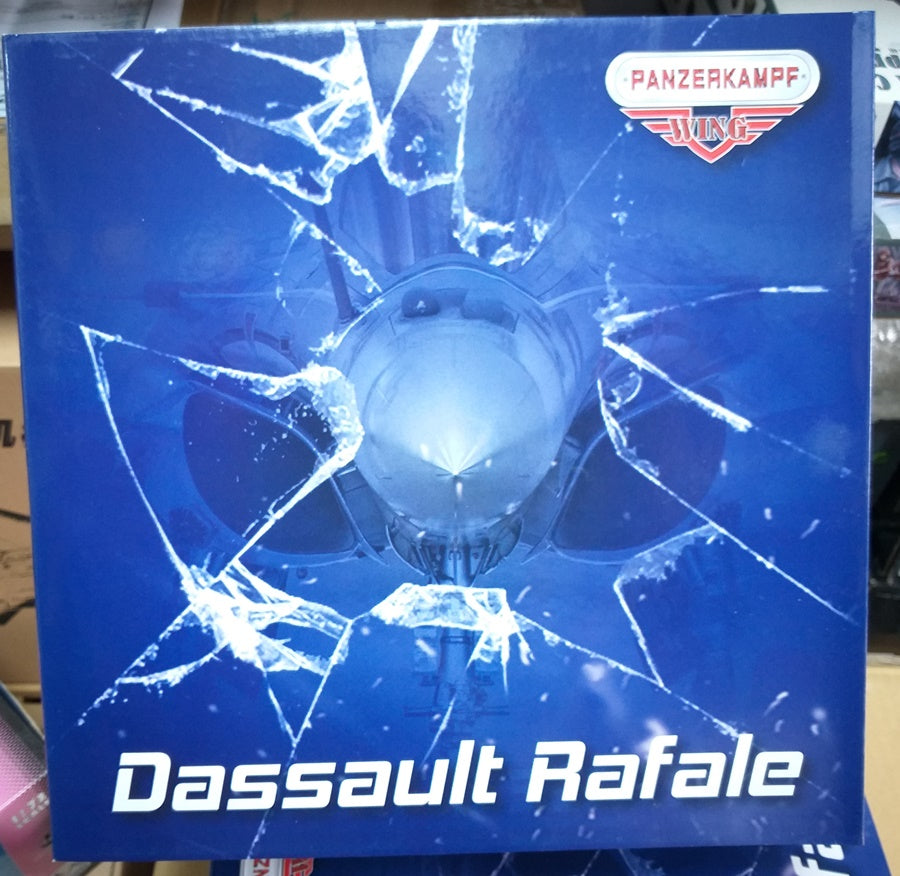 PANZERKAMPF
WING
Dassault Rafale